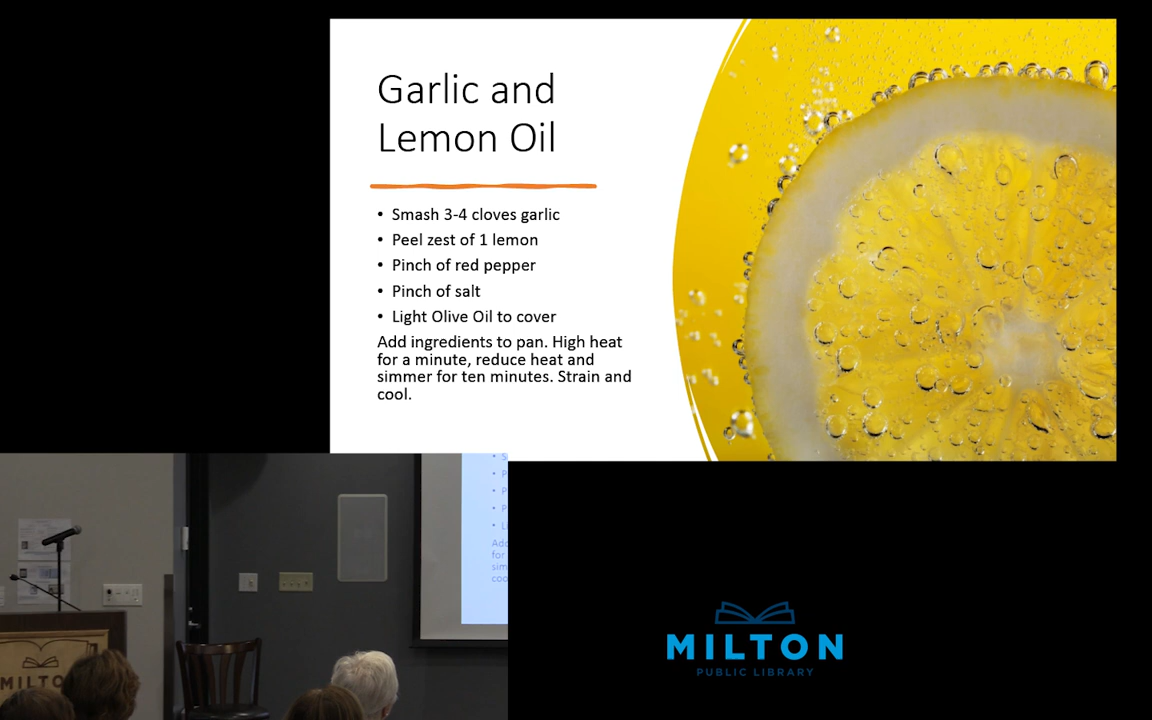 Garlic and
Lemon Oil
• Smash 3-4 cloves garlic
• Peel zest of 1 lemon
• Pinch of red pepper
• Pinch of salt
• Light Olive Oil to cover
Add ingredients to pan. High heat
for a minute, reduce heat and
simmer for ten minutes. Strain and
cool.
MILTON
PUBLIC LIBRARY
MILTO